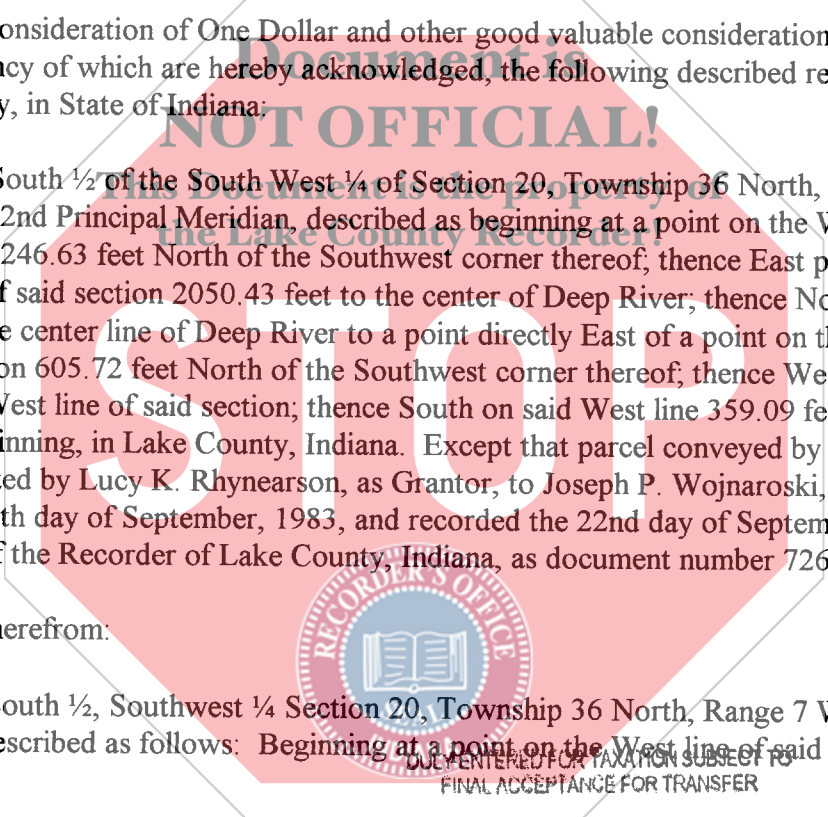 onsideration of One Dollar and other good valuable consideration
Document is
ncy of which are hereby acknowledged, the following described re
y, in State of Indiana:
NOT OFFICIAL!
South ½ of the South West ¼ of Section 20, Township 36 North,
This Document is the property of
2nd Principal Meridian, described as beginning at a point on the W
the Lake County Recorder!
246.63 feet North of the Southwest corner thereof; thence East p
f said section 2050.43 feet to the center of Deep River; thence No
e center line of Deep River to a point directly East of a point on th
STOP
on 605.72 feet North of the Southwest corner thereof; thence We
West line of said section; thence South on said West line 359.09 fe
inning, in Lake County, Indiana. Except that parcel conveyed by
ed by Lucy K. Rhynearson, as Grantor, to Joseph P. Wojnaroski,
th day of September, 1983, and recorded the 22nd day of Septem
f the Recorder of Lake County, Indiana, as document number 726
RECORDER'S OFFICE
herefrom:
South ½, Southwest ¼ Section 20, Township 36 North, Range 7 W
escribed as follows: Beginning at a point on the West line of said
DULY ENTERED FOR TAXATION SUBJECT TO
FINAL ACCEPTANCE FOR TRANSFER